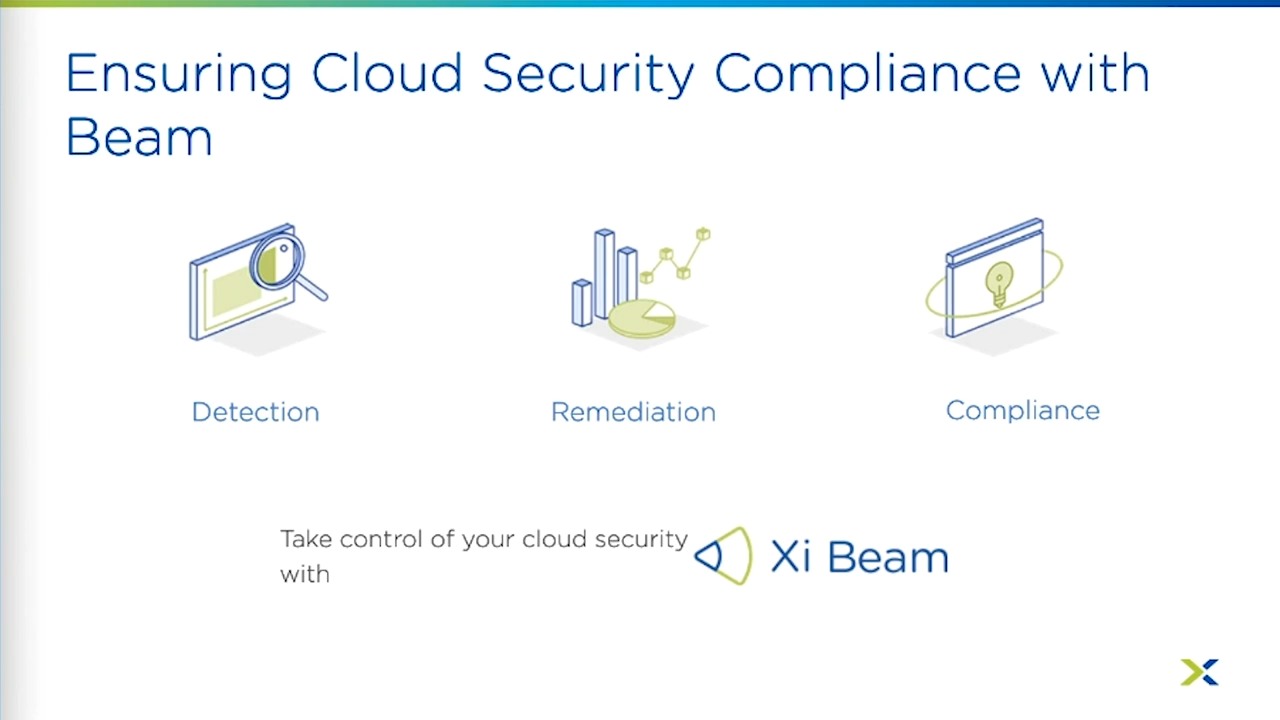 Ensuring Cloud Security Compliance with
Beam
Detection
Remediation
Compliance
Take control of your cloud security
with
Xi Beam